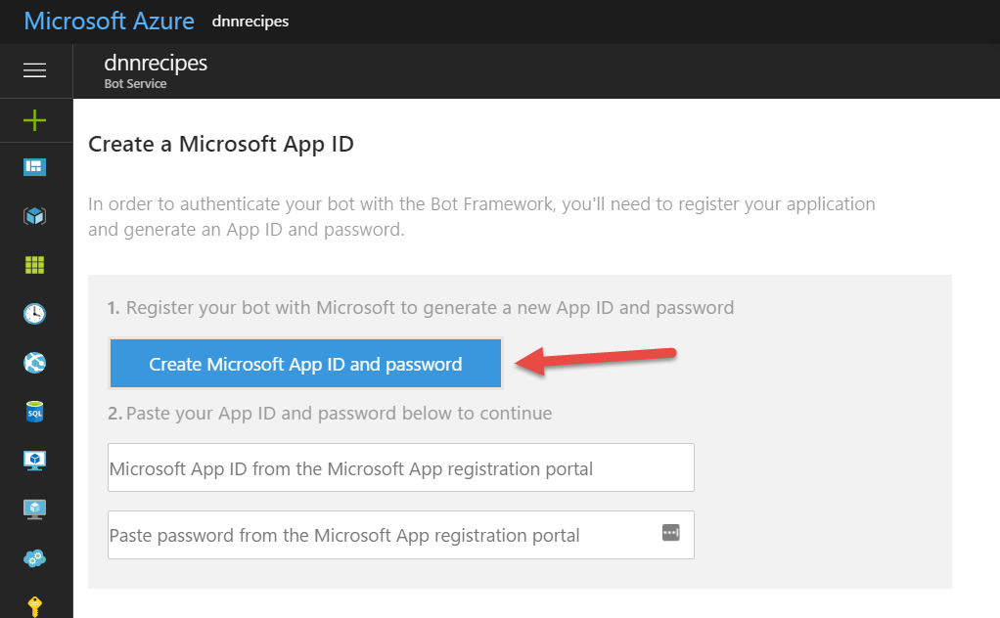 Microsoft Azure dnnrecipes
dnnrecipes
Bot Service
Create a Microsoft App ID
In order to authenticate your bot with the Bot Framework, you'll need to register your application
and generate an App ID and password.
1. Register your bot with Microsoft to generate a new App ID and password
Create Microsoft App ID and password
2. Paste your App ID and password below to continue
Microsoft App ID from the Microsoft App registration portal
Paste password from the Microsoft App registration portal
SQL